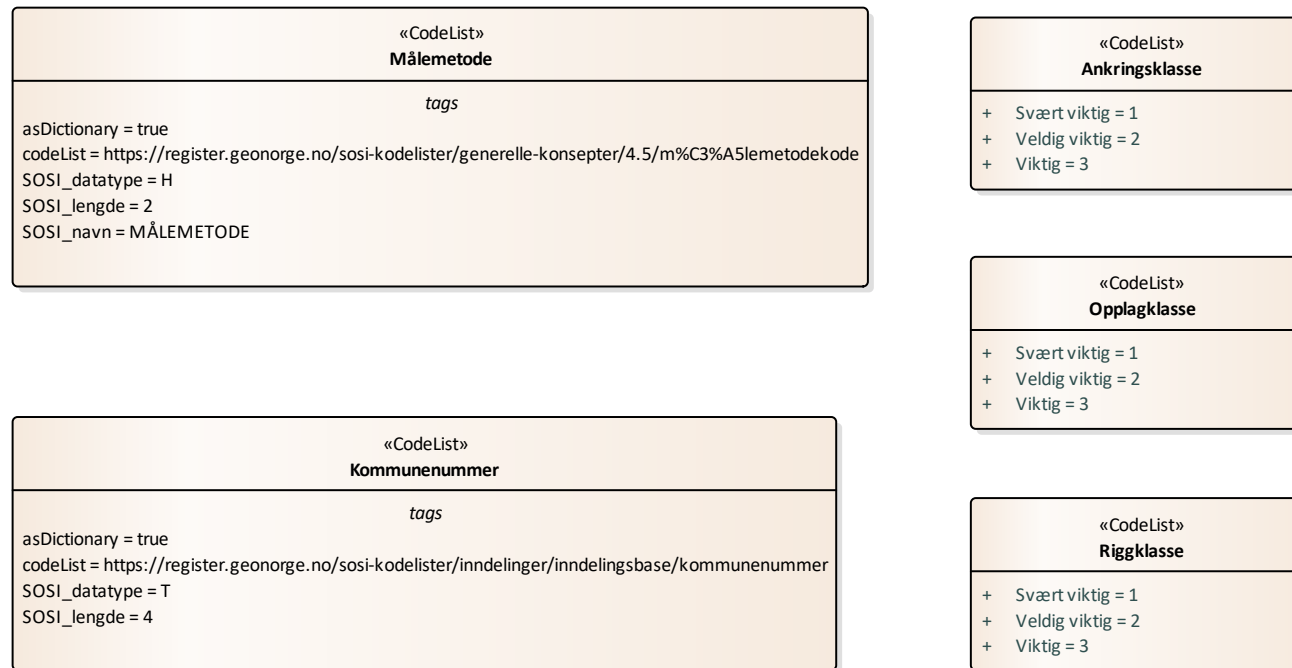 «CodeList»
Målemetode
tags
asDictionary = true
codeList = https://register.geonorge.no/sosi-kodelister/generelle-konsepter/4.5/m%C3%A5lemetodekode
SOSI_datatype = H
SOSI_lengde = 2
SOSI_navn = MÅLEMETODE
«CodeList»
Kommunenummer
tags
asDictionary = true
codeList = https://register.geonorge.no/sosi-kodelister/inndelinger/inndelingsbase/kommunenummer
SOSI_datatype = T
SOSI_lengde = 4
«CodeList»
Ankringsklasse
+ Svært viktig = 1
+ Veldig viktig = 2
+ Viktig = 3
«CodeList»
Opplagklasse
+ Svært viktig = 1
+ Veldig viktig = 2
+ Viktig = 3
«CodeList»
Riggklasse
+ Svært viktig = 1
+ Veldig viktig = 2
+ Viktig = 3